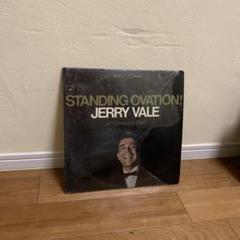 STANDING OVATION!
JERRY VALE